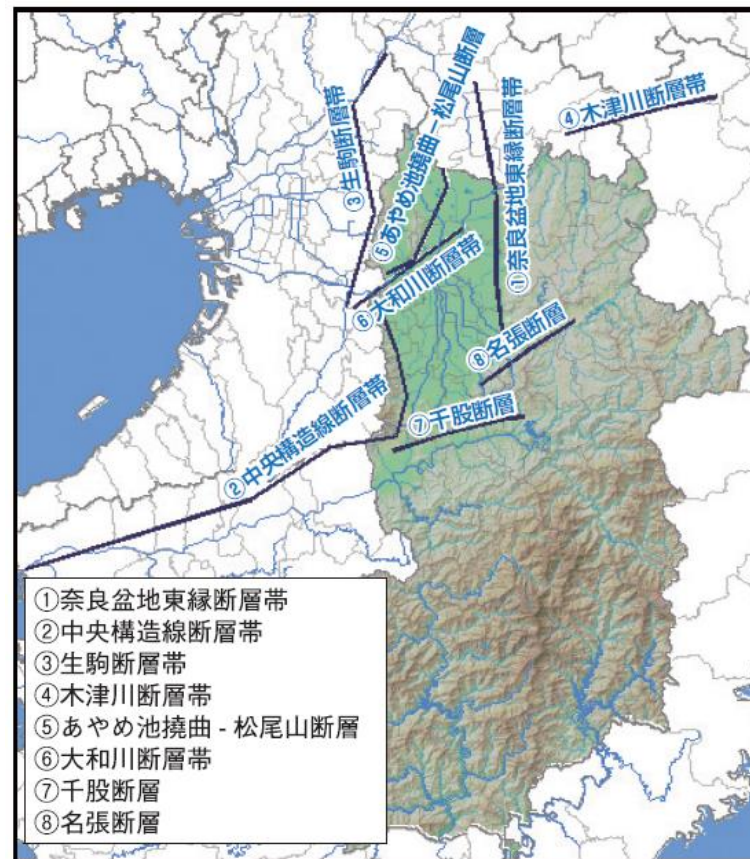 ③生駒断層帯
⑤あやめ池撓曲－松尾山断層
①奈良盆地東縁断層帯
④木津川断層帯
⑥大和川断層帯
⑧名張断層
⑦千股断層
②中央構造線断層帯
①奈良盆地東縁断層帯
②中央構造線断層帯
③生駒断層帯
④木津川断層帯
⑤あやめ池撓曲 - 松尾山断層
⑥大和川断層帯
⑦千股断層
⑧名張断層